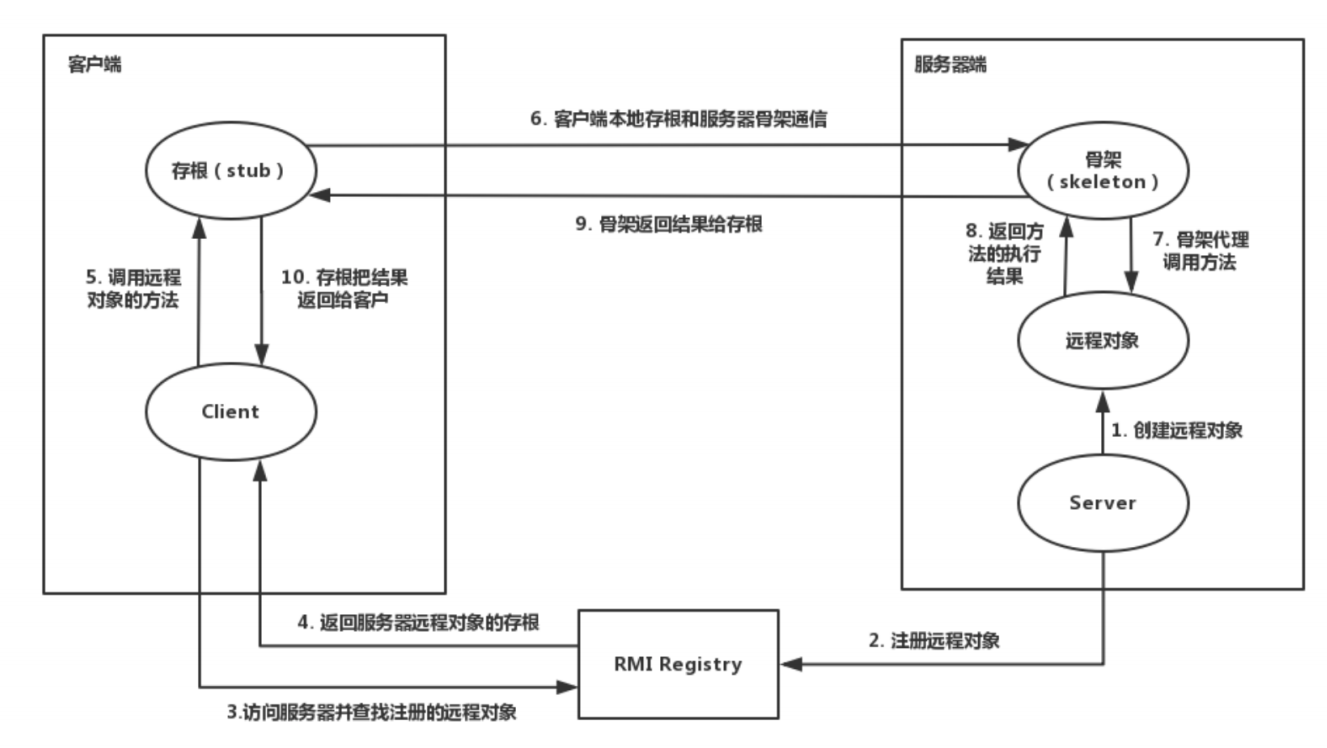 客户端
服务器端
6. 客户端本地存根和服务器骨架通信
存根（stub）
骨架
（skeleton）
9. 骨架返回结果给存根
8. 返回方
法的执行
结果
7. 骨架代理
调用方法
5. 调用远程
对象的方法
10. 存根把结果
返回给客户
远程对象
Client
1. 创建远程对象
Server
4. 返回服务器远程对象的存根
2. 注册远程对象
RMI Registry
3.访问服务器并查找注册的远程对象